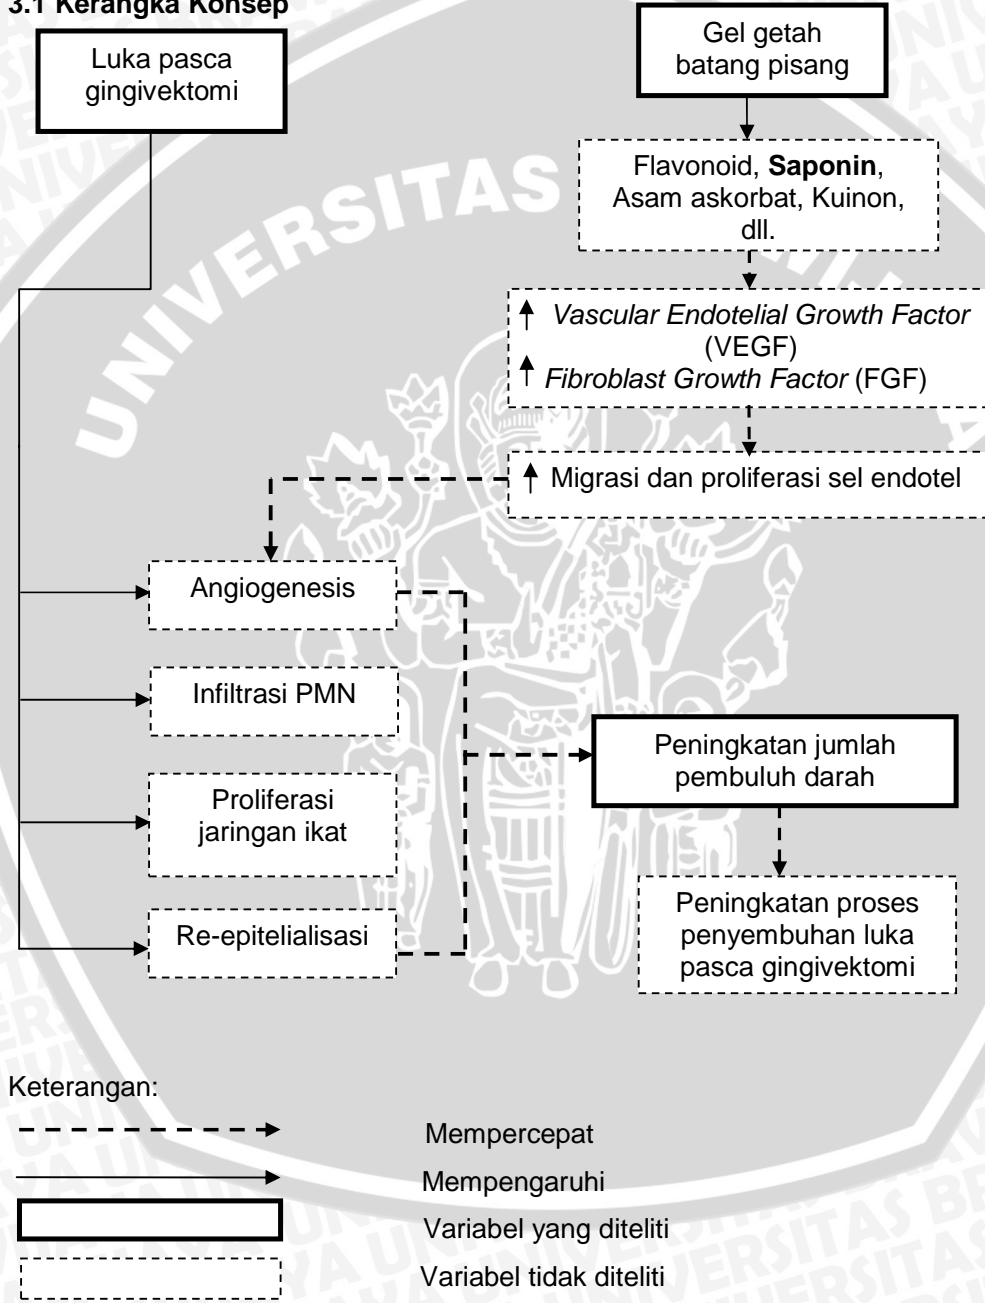 3.1 Kerangka Konsep
Luka pasca
gingivektomi
Gel getah
batang pisang
Flavonoid, Saponin,
Asam askorbat, Kuinon,
dll.
Vascular Endotelial Growth Factor
(VEGF)
Fibroblast Growth Factor (FGF)
Migrasi dan proliferasi sel endotel
Angiogenesis
Infiltrasi PMN
Proliferasi
jaringan ikat
Re-epitelialisasi
Peningkatan jumlah
pembuluh darah
Peningkatan proses
penyembuhan luka
pasca gingivektomi
Keterangan:
Mempercepat
Mempengaruhi
Variabel yang diteliti
Variabel tidak diteliti
UNIVERSITAS